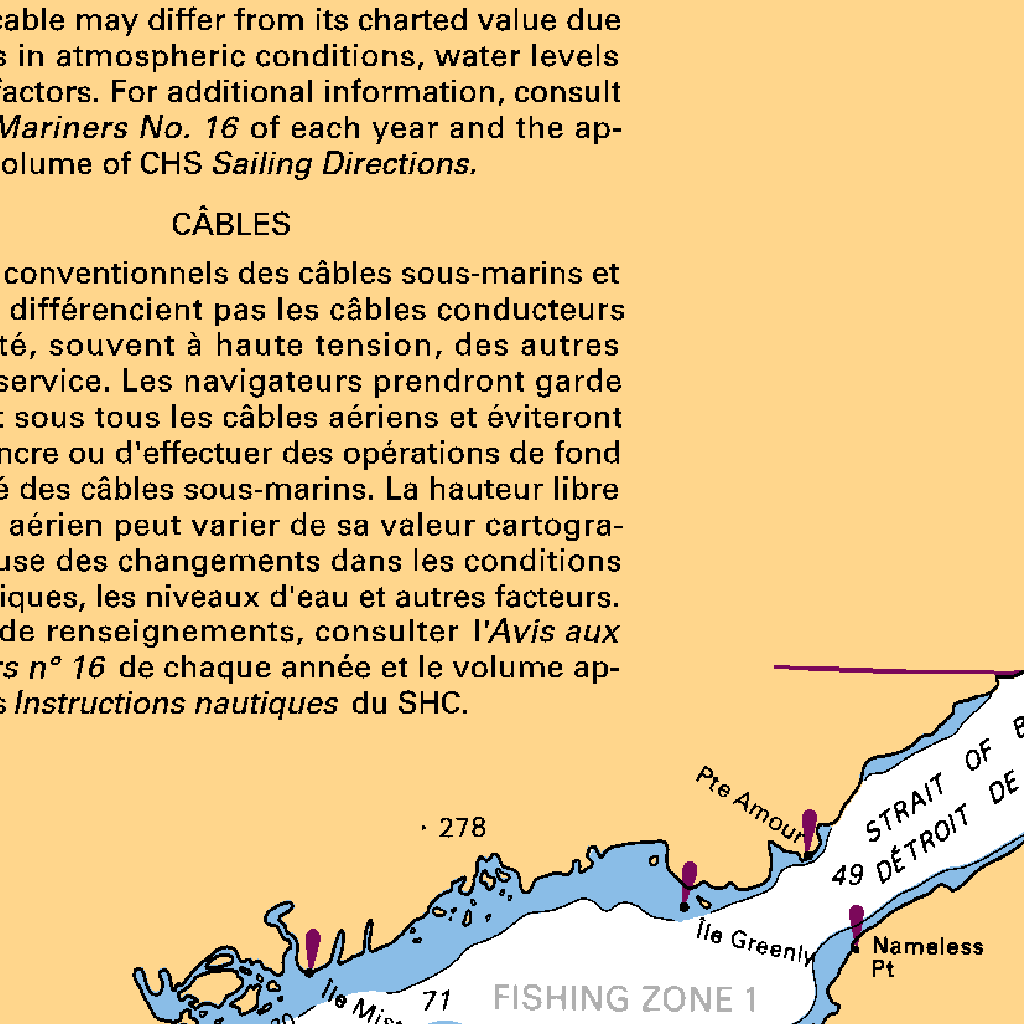 cable may differ from its charted value due
s in atmospheric conditions, water levels
factors. For additional information, consult
Mariners No. 16 of each year and the ap-
olume of CHS Sailing Directions.
CÂBLES
conventionnels des câbles sous-marins et
différencient pas les câbles conducteurs
té, souvent à haute tension, des autres
service. Les navigateurs prendront garde
t sous tous les câbles aériens et éviteront
ncre ou d'effectuer des opérations de fond
é des câbles sous-marins. La hauteur libre
aérien peut varier de sa valeur cartogra-
use des changements dans les conditions
iques, les niveaux d'eau et autres facteurs.
de renseignements, consulter l'Avis aux
rs n° 16 de chaque année et le volume ap-
s Instructions nautiques du SHC.
STRAIT OF B
DÉTROIT DE
Pte Amour
278
49
Île Greenly
Nameless
Pt
Île Mist
71
FISHING ZONE 1